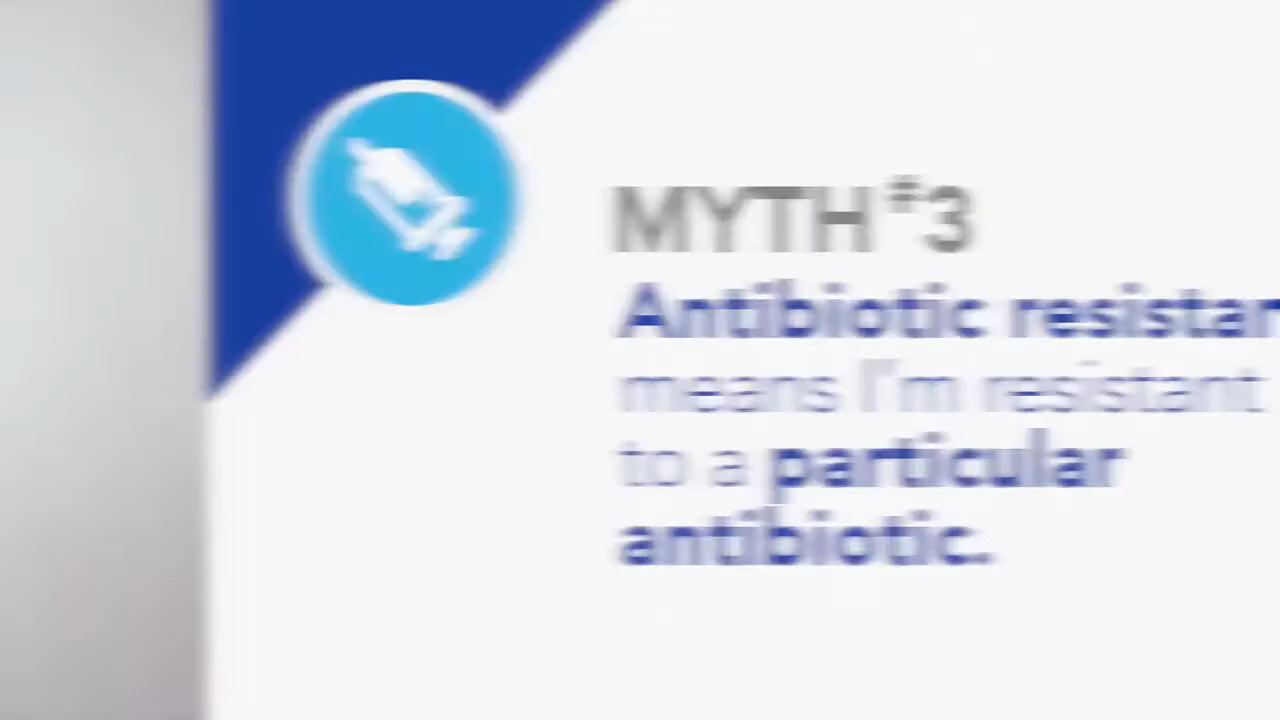 MYTH #3
Antibiotic resistan
means I'm resistant
to a particular
antibiotic.